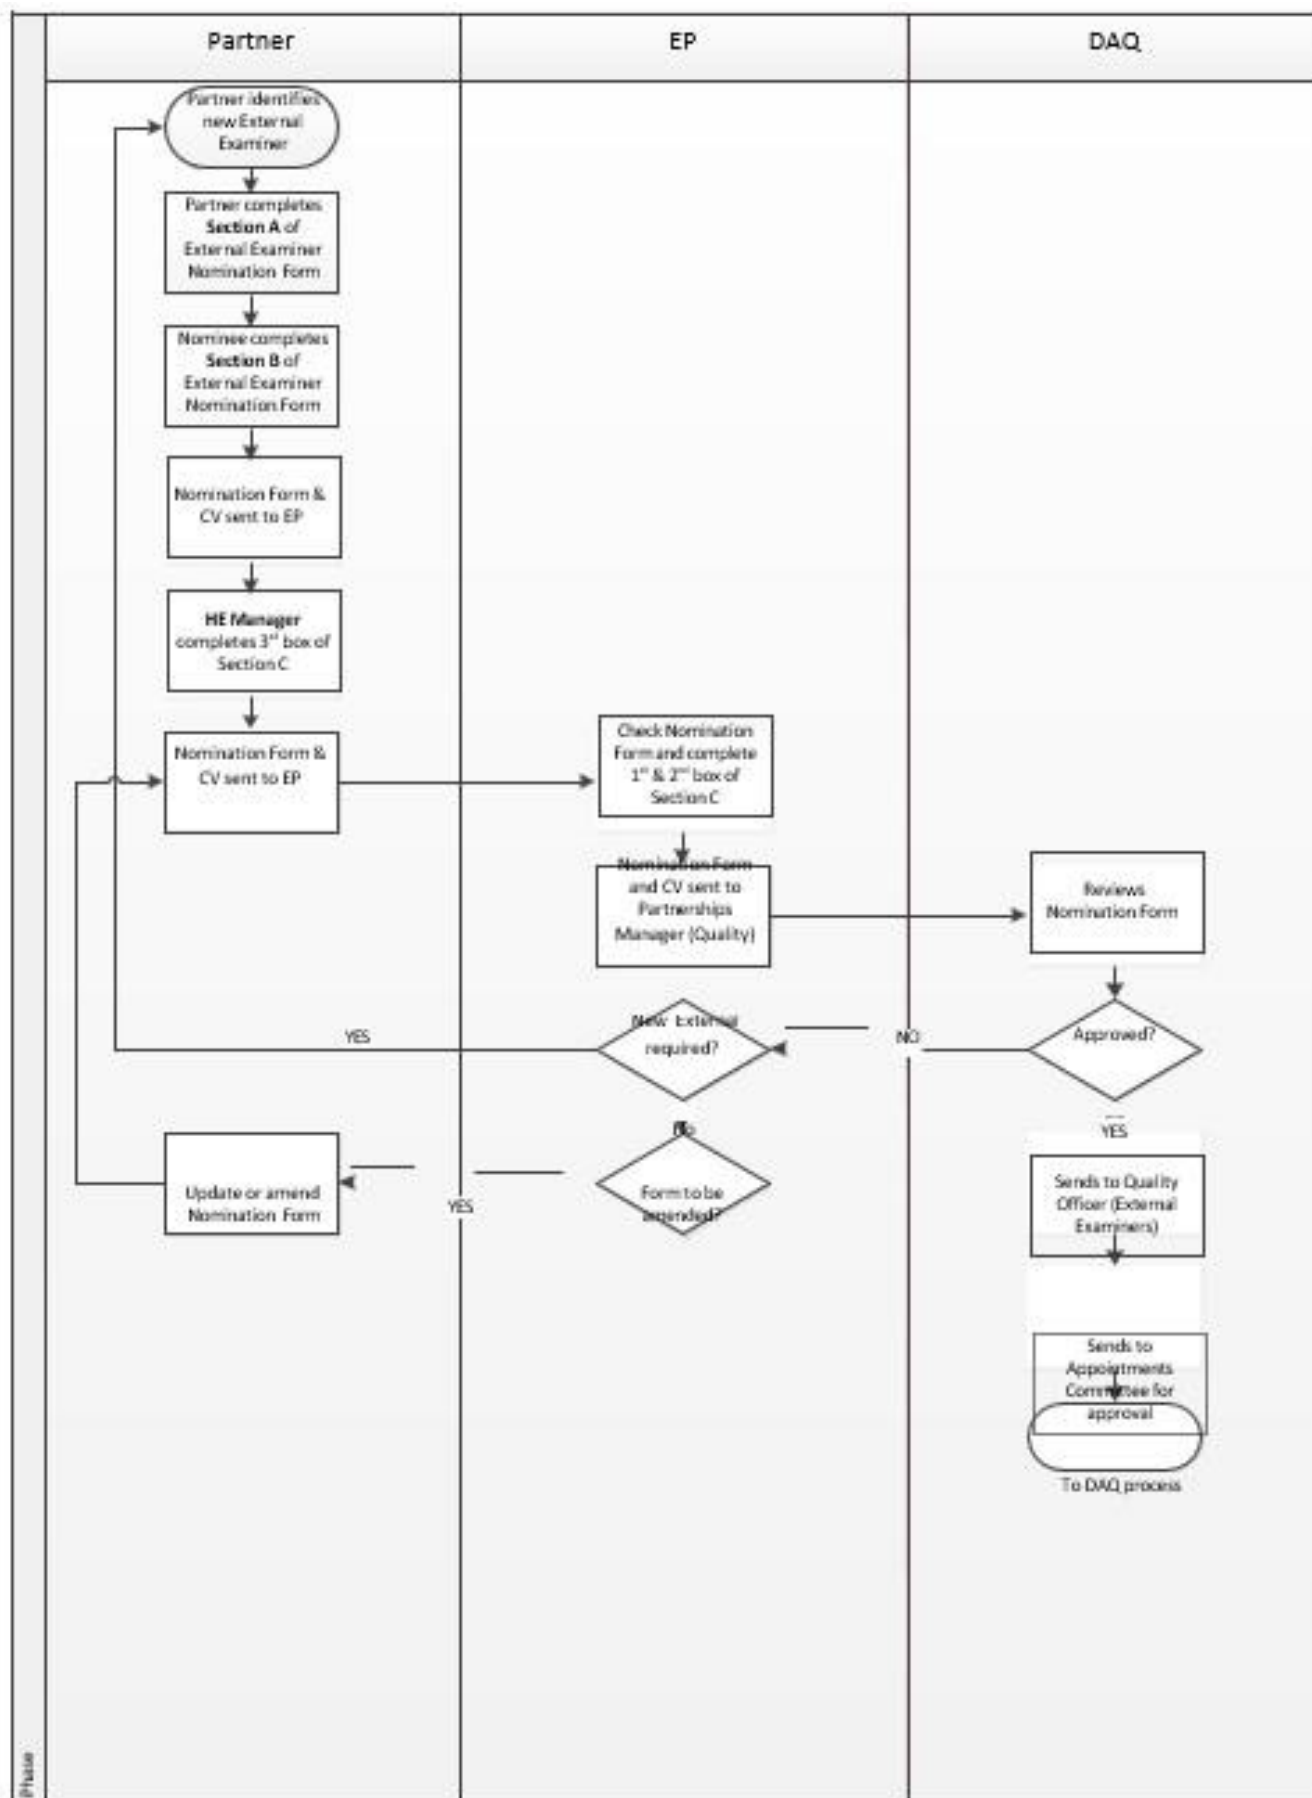 Partner
EP
DAQ
Partner identifies
new External
Examiner
Partner completes
Section A of
External Examiner
Nomination Form
Nominee completes
Section B of
External Examiner
Nomination Form
Nomination Form &
CV sent to EP
HE Manager
completes 3rd box of
Section C
Nomination Form &
CV sent to EP
Check Nomination
Form and complete
1st & 2nd box of
Section C
Nomination Form
and CV sent to
Partnerships
Manager (Quality)
Reviews
Nomination Form
Approved?
NO
New External
required?
YES
No
Form to be
amended?
YES
Update or amend
Nomination Form
YES
Sends to Quality
Officer (External
Examiners)
Sends to
Appointments
Committee for
approval
To DAQ process
Phase